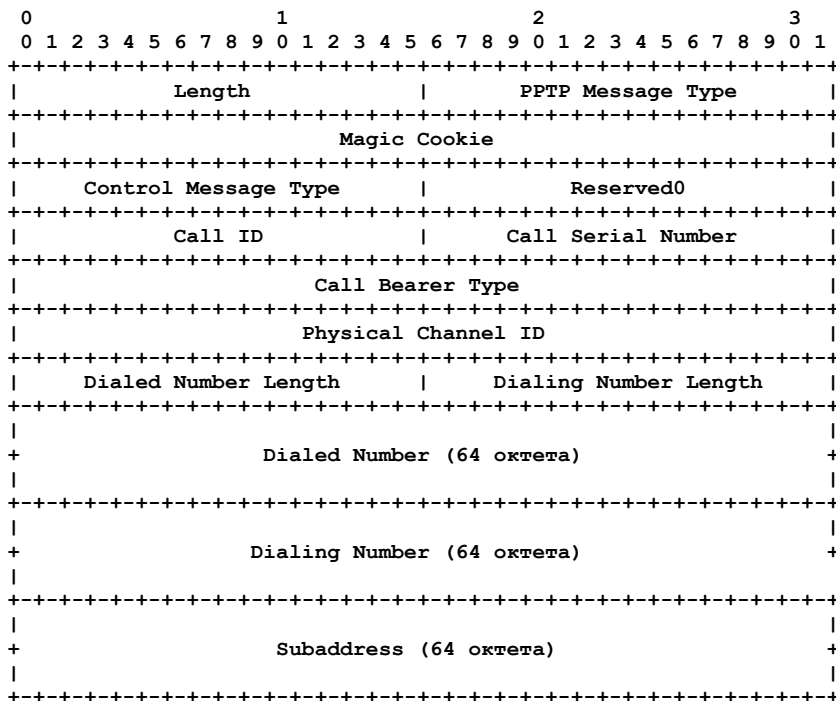 0                   1                   2                   3
 0 1 2 3 4 5 6 7 8 9 0 1 2 3 4 5 6 7 8 9 0 1 2 3 4 5 6 7 8 9 0 1
+-+-+-+-+-+-+-+-+-+-+-+-+-+-+-+-+-+-+-+-+-+-+-+-+-+-+-+-+-+-+-+-+
|            Length             |       PPTP Message Type       |
+-+-+-+-+-+-+-+-+-+-+-+-+-+-+-+-+-+-+-+-+-+-+-+-+-+-+-+-+-+-+-+-+
|                         Magic Cookie                          |
+-+-+-+-+-+-+-+-+-+-+-+-+-+-+-+-+-+-+-+-+-+-+-+-+-+-+-+-+-+-+-+-+
|     Control Message Type      |           Reserved0           |
+-+-+-+-+-+-+-+-+-+-+-+-+-+-+-+-+-+-+-+-+-+-+-+-+-+-+-+-+-+-+-+-+
|            Call ID            |      Call Serial Number       |
+-+-+-+-+-+-+-+-+-+-+-+-+-+-+-+-+-+-+-+-+-+-+-+-+-+-+-+-+-+-+-+-+
|                       Call Bearer Type                        |
+-+-+-+-+-+-+-+-+-+-+-+-+-+-+-+-+-+-+-+-+-+-+-+-+-+-+-+-+-+-+-+-+
|                      Physical Channel ID                      |
+-+-+-+-+-+-+-+-+-+-+-+-+-+-+-+-+-+-+-+-+-+-+-+-+-+-+-+-+-+-+-+-+
|     Dialed Number Length      |     Dialing Number Length     |
+-+-+-+-+-+-+-+-+-+-+-+-+-+-+-+-+-+-+-+-+-+-+-+-+-+-+-+-+-+-+-+-+
|                                                               |
+                   Dialed Number (64 октета)                   +
|                                                               |
+-+-+-+-+-+-+-+-+-+-+-+-+-+-+-+-+-+-+-+-+-+-+-+-+-+-+-+-+-+-+-+-+
|                                                               |
+                  Dialing Number (64 октета)                   +
|                                                               |
+-+-+-+-+-+-+-+-+-+-+-+-+-+-+-+-+-+-+-+-+-+-+-+-+-+-+-+-+-+-+-+-+
|                                                               |
+                    Subaddress (64 октета)                     +
|                                                               |
+-+-+-+-+-+-+-+-+-+-+-+-+-+-+-+-+-+-+-+-+-+-+-+-+-+-+-+-+-+-+-+-+